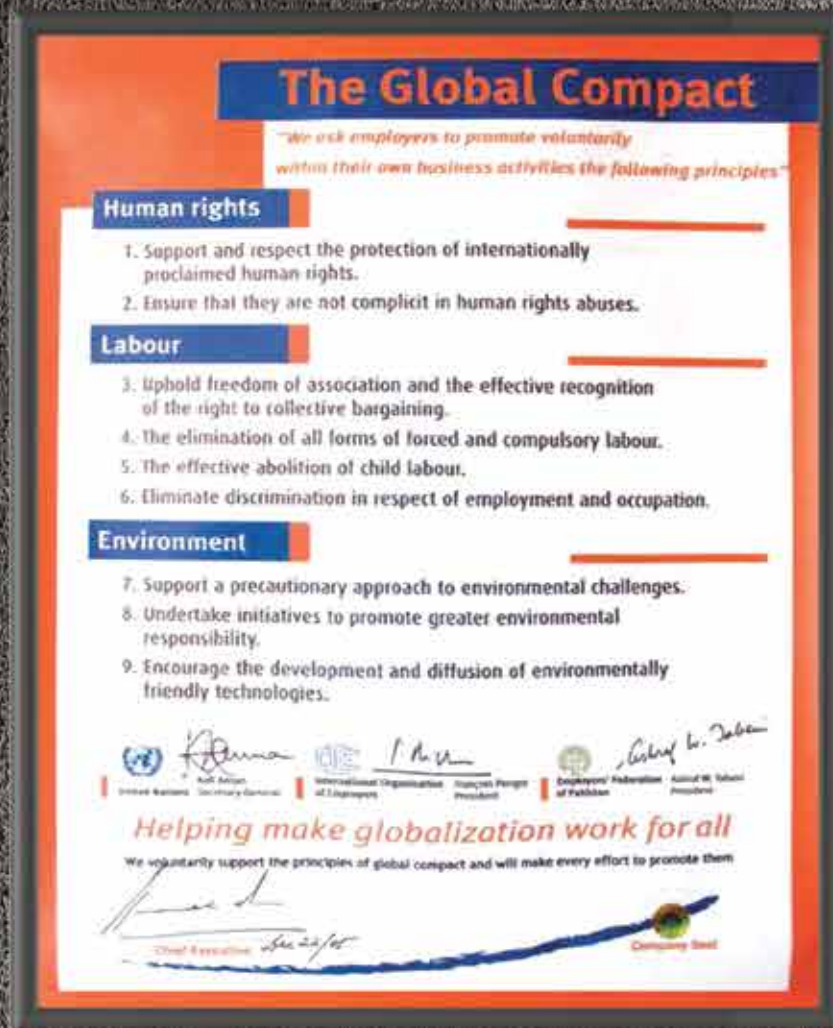 The Global Compact
"We ask employers to promote voluntarily
within their own business activities the following principles"
Human rights
1. Support and respect the protection of internationally
proclaimed human rights.
2. Ensure that they are not complicit in human rights abuses.
Labour
3. Uphold freedom of association and the effective recognition
of the right to collective bargaining.
4. The elimination of all forms of forced and compulsory labour.
5. The effective abolition of child labour.
6. Eliminate discrimination in respect of employment and occupation.
Environment
7. Support a precautionary approach to environmental challenges.
8. Undertake initiatives to promote greater environmental
responsibility.
9. Encourage the development and diffusion of environmentally
friendly technologies.
Kofi Annan
United Nations Secretary-General
International Organisation
of Employers
François Perigot
President
Employers' Federation
of Pakistan
Ashraf W. Tabani
President
Helping make globalization work for all
We voluntarily support the principles of global compact and will make every effort to promote them
Chief Executive
Company Seal